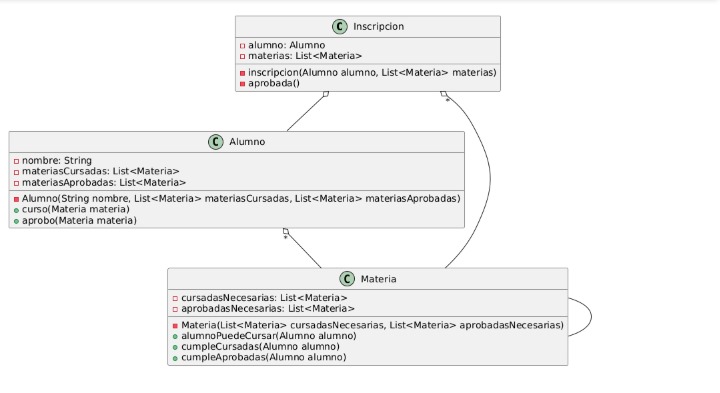 C Inscripcion
alumno: Alumno
materias: List<Materia>
inscripcion(Alumno alumno, List<Materia> materias)
aprobada()
*
C Alumno
nombre: String
materiasCursadas: List<Materia>
materiasAprobadas: List<Materia>
Alumno(String nombre, List<Materia> materiasCursadas, List<Materia> materiasAprobadas)
curso(Materia materia)
aprobo(Materia materia)
*
C Materia
cursadasNecesarias: List<Materia>
aprobadasNecesarias: List<Materia>
Materia(List<Materia> cursadasNecesarias, List<Materia> aprobadasNecesarias)
alumnoPuedeCursar(Alumno alumno)
cumpleCursadas(Alumno alumno)
cumpleAprobadas(Alumno alumno)